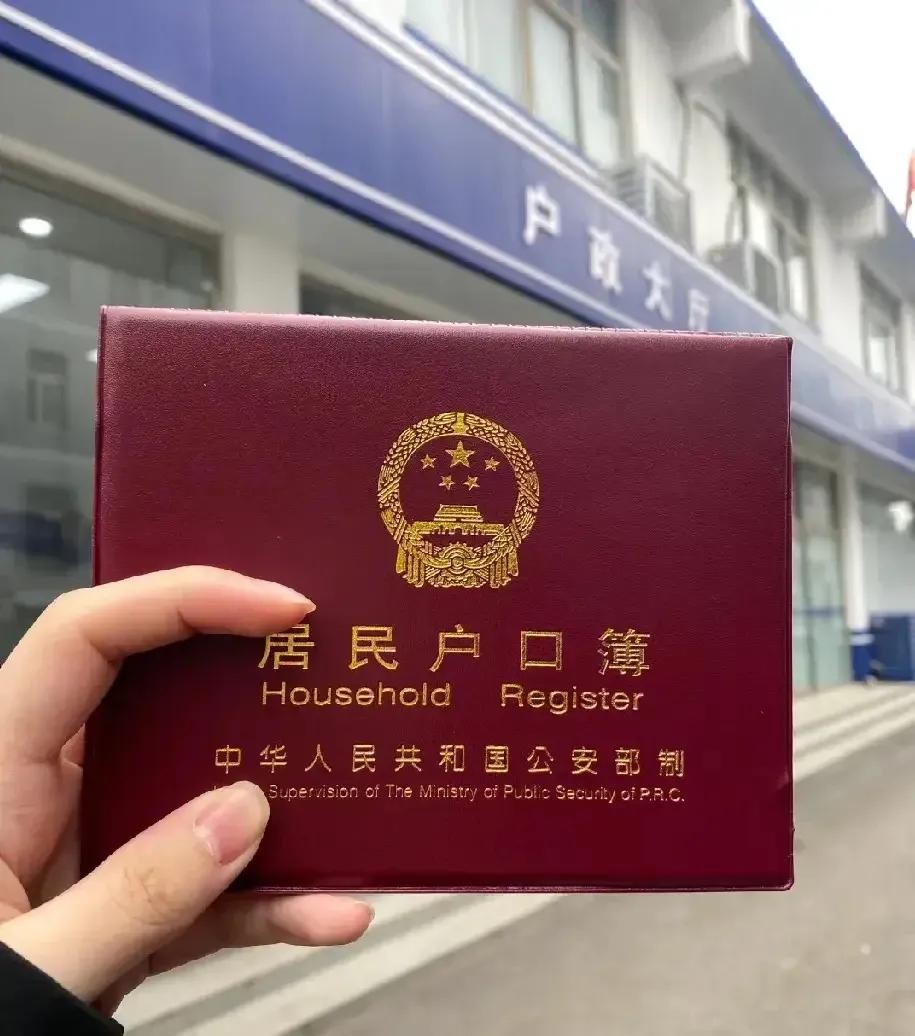 户政大厅
居民户口簿
Household Register
中华人民共和国公安部制
Supervision of The Ministry of Public Security of P.R.C.